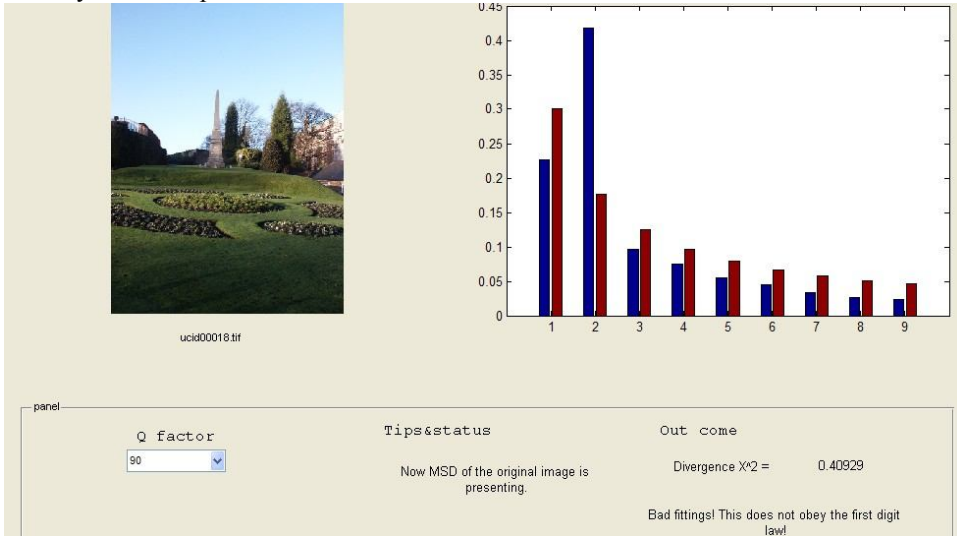 0.45
0.4
0.35
0.3
0.25
0.2
0.15
0.1
0.05
0
1 2 3 4 5 6 7 8 9
ucid00018.tif
panel
Q factor
90
Tips&status
Now MSD of the original image is
presenting.
Out come
Divergence X^2 = 0.40929
Bad fittings! This does not obey the first digit
law!